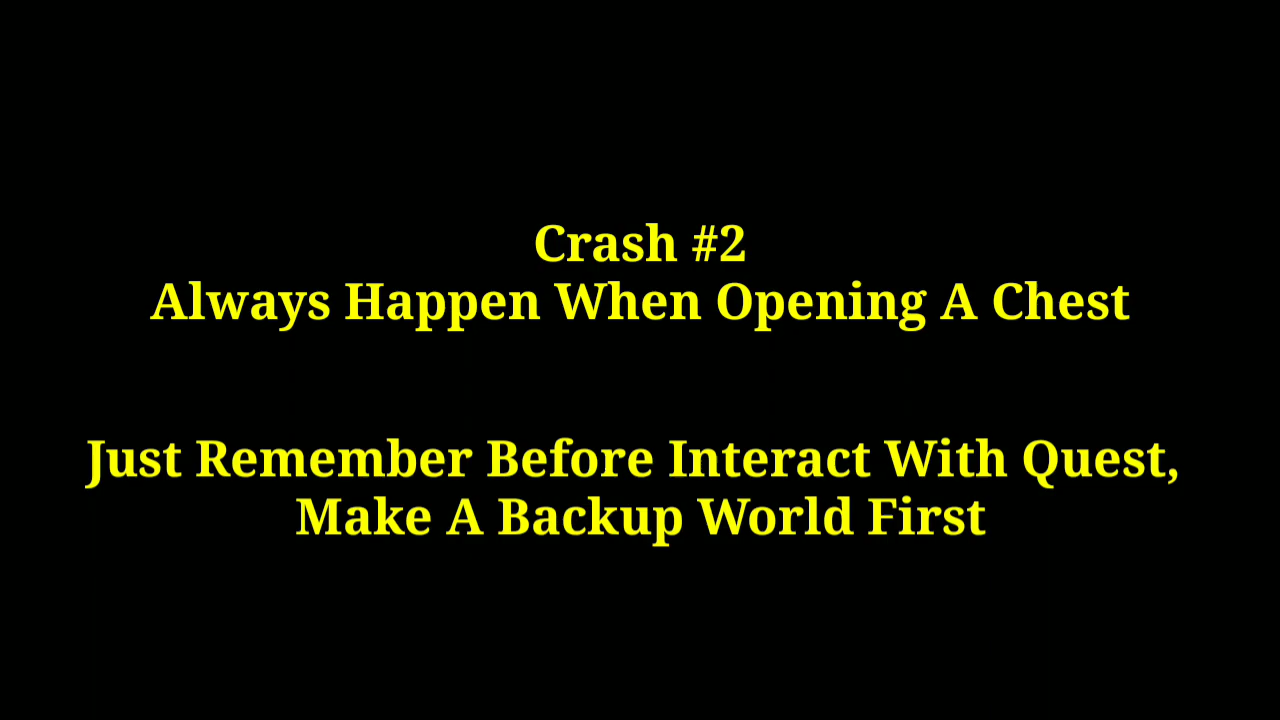 Crash #2
Always Happen When Opening A Chest
Just Remember Before Interact With Quest,
Make A Backup World First